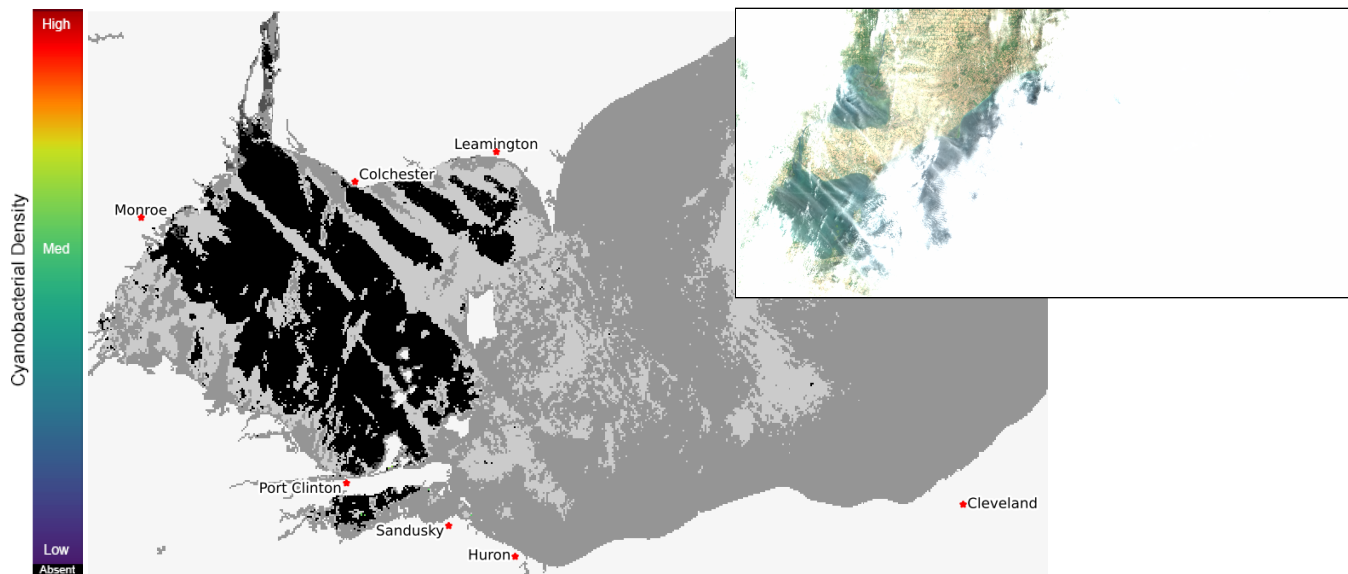 High
Cyanobacterial Density
Med
Low
Absent
Leamington
Colchester
Monroe
Port Clinton
Sandusky
Huron
Cleveland